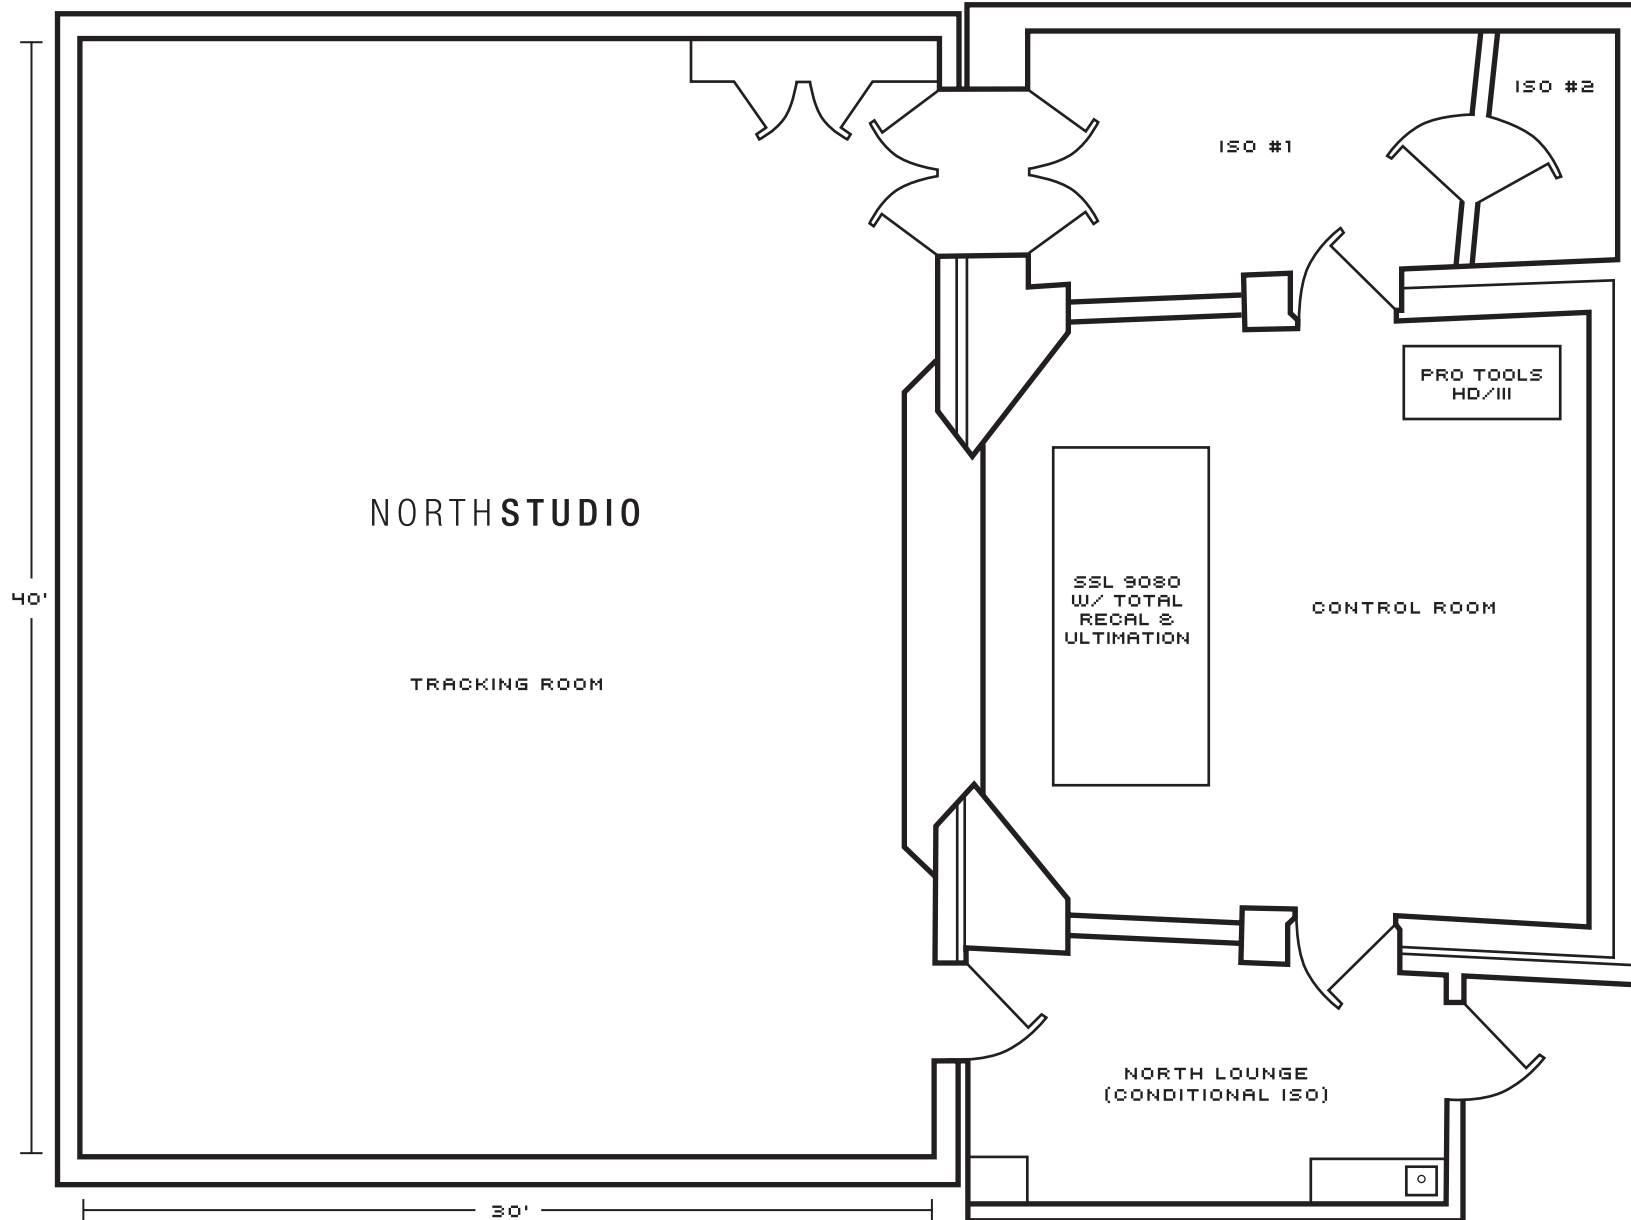 ISO #2
ISO #1
PRO TOOLS
HD/III
NORTHSTUDIO
SSL 9080
W/ TOTAL
RECAL &
ULTIMATION
40'
CONTROL ROOM
TRACKING ROOM
NORTH LOUNGE
(CONDITIONAL ISO)
30'